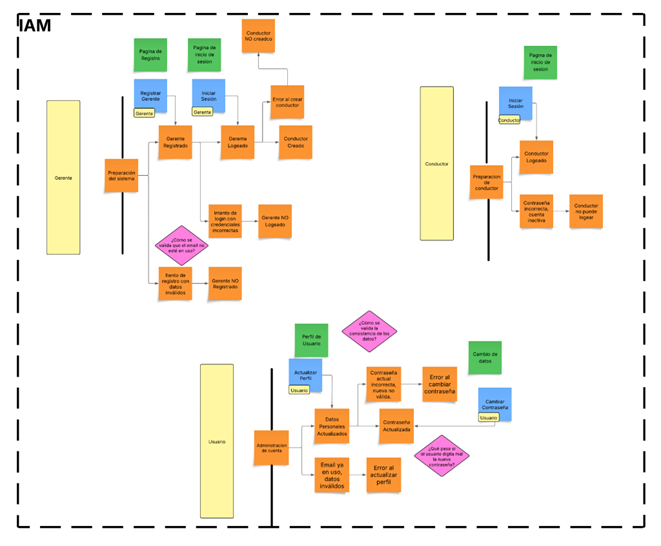 IAM
Gerente
Pagina de
Registro
Pagina de
inicio de
sesion
Conductor
NO creadco
Registrar
Gerente
Gerente
Iniciar
Sesión
Gerente
Error al crear
conductor
Gerente
Registrado
Gerente
Logeado
Conductor
Creado
Preparación
del sistema
Intento de
login con
credenciales
incorrectas
Gerente NO
Logeado
¿Cómo se
valida que el email no
esté en uso?
Itento de
registro con
datos
inválidos
Gerente NO
Registrado
Conductor
Pagina de
inicio de
sesion
Iniciar
Sesión
Conducto
Conductor
Logeado
Preparacion
de
conductor
Contraseña
incorrecta,
cuenta
inactiva
Conductor
no puede
logear
Usuario
Perfil de
Usuario
¿Cómo se
valida la
consistencia de los
datos?
Cambio de
datos
Actualizar
Perfil
Usuario
Contraseña
actual
incorrecta,
nueva no
válida.
Error al
cambiar
contraseña
Cambiar
Contraseña
Usuario
Datos
Personales
Actualizados
Contraseña
Actualizada
Administracion
de cuenta
¿Qué pasa si
el usuario digita mal
la nueva
contraseña?
Email ya
en uso,
datos
inválidos
Error al
actualizar
perfil